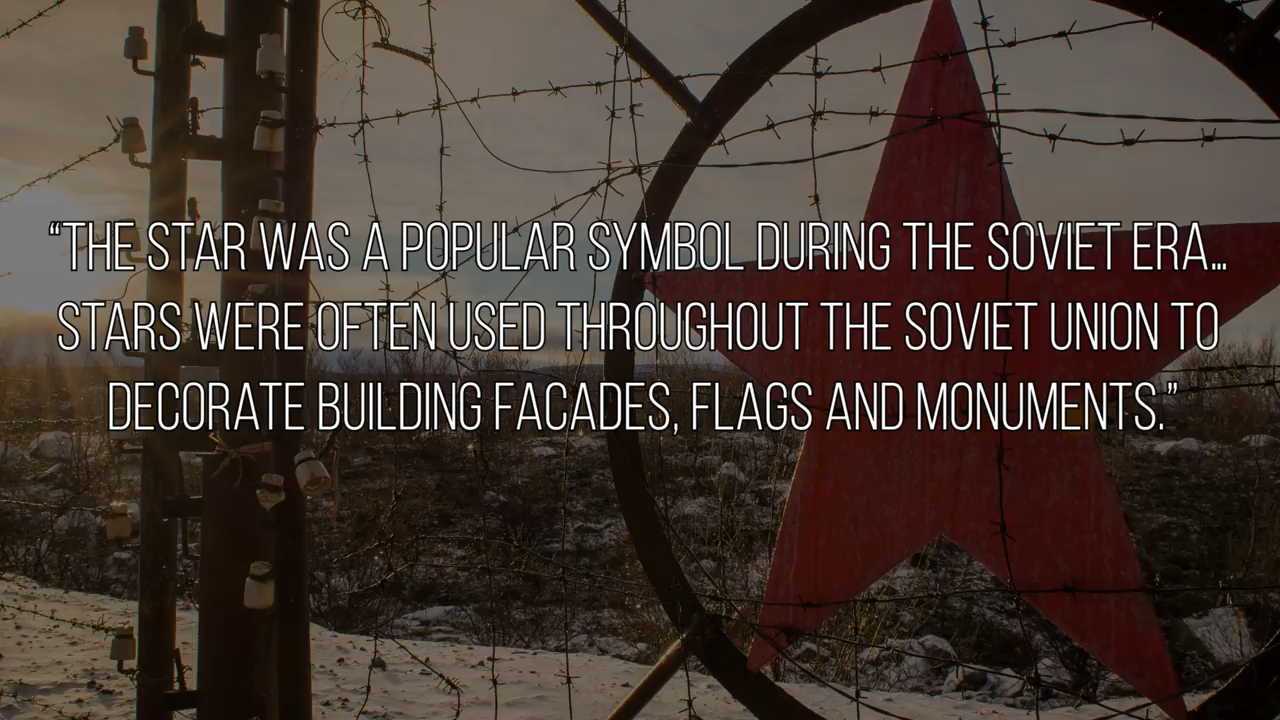 “THE STAR WAS A POPULAR SYMBOL DURING THE SOVIET ERA...
STARS WERE OFTEN USED THROUGHOUT THE SOVIET UNION TO
DECORATE BUILDING FACADES, FLAGS AND MONUMENTS.”